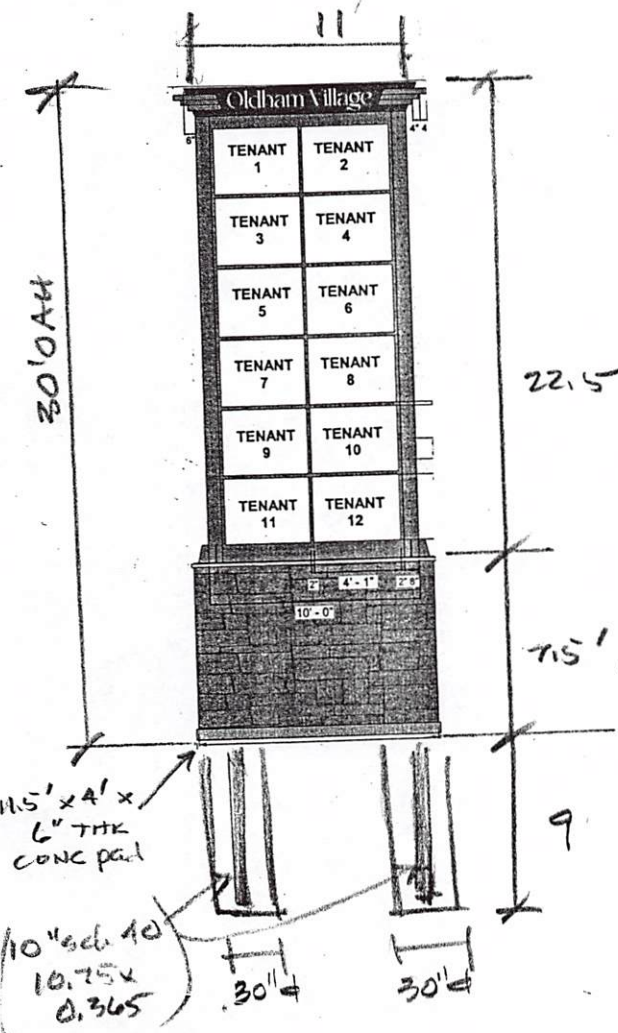 11
Oldham Village
6"
4" 4
TENANT
1
TENANT
2
TENANT
3
TENANT
4
30'OAH
TENANT
5
TENANT
6
TENANT
7
TENANT
8
22.5
TENANT
9
TENANT
10
TENANT
11
TENANT
12
2"
4' - 1"
2"
10' - 0"
7.5'
11.5' x 4' x
6" THK
CONC pad
9
10" sch 40
10.75 x
0.365
30"ϕ
30"ϕ